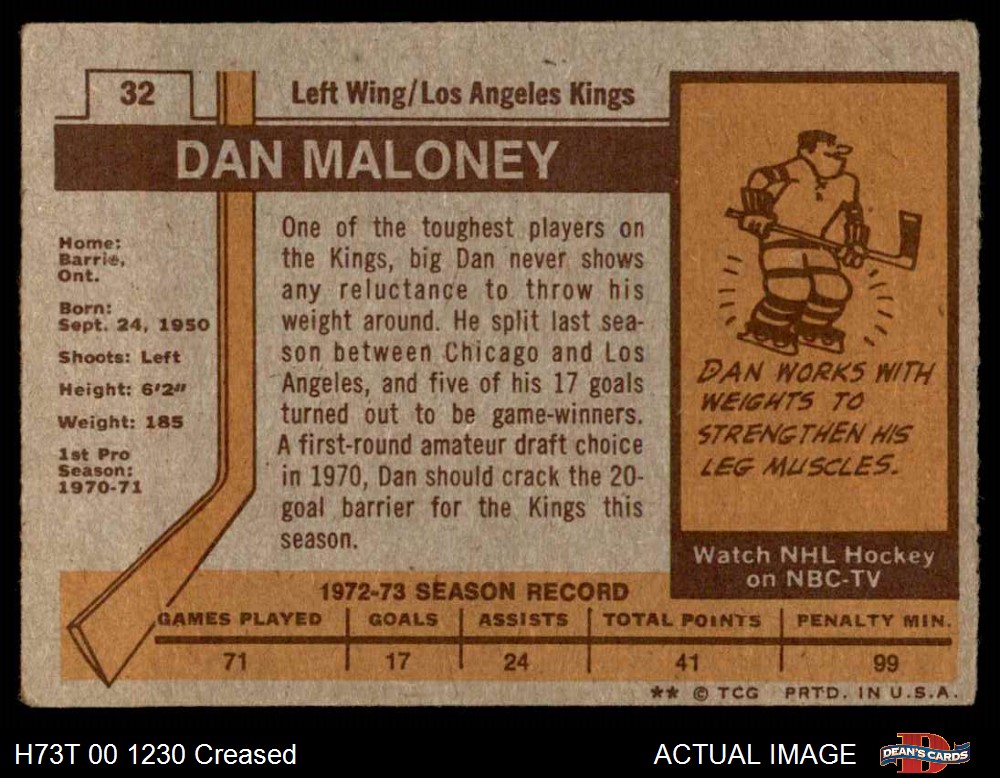 32
Left Wing/Los Angeles Kings
DAN MALONEY
Home:
Barrie,
Ont.
Born:
Sept. 24, 1950
Shoots: Left
Height: 6'2"
Weight: 185
1st Pro
Season:
1970-71
One of the toughest players on
the Kings, big Dan never shows
any reluctance to throw his
weight around. He split last sea-
son between Chicago and Los
Angeles, and five of his 17 goals
turned out to be game-winners.
A first-round amateur draft choice
in 1970, Dan should crack the 20-
goal barrier for the Kings this
season.
DAN WORKS WITH
WEIGHTS TO
STRENGTHEN HIS
LEG MUSCLES.
Watch NHL Hockey
on NBC-TV
1972-73 SEASON RECORD
GAMES PLAYED GOALS ASSISTS TOTAL POINTS PENALTY MIN.
71 17 24 41 99
** © TCG PRTD. IN U.S.A.
H73T 00 1230 Creased
ACTUAL IMAGE
D
DEAN'S CARDS